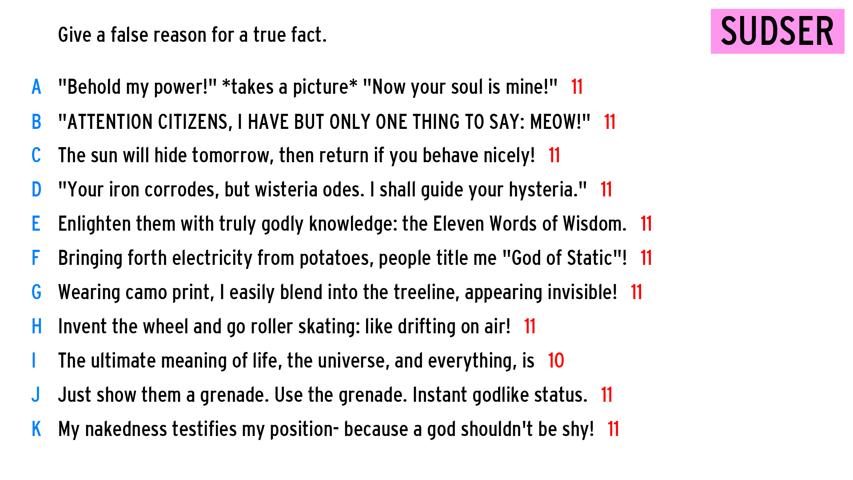 Give a false reason for a true fact.
SUDSER
A "Behold my power!" *takes a picture* "Now your soul is mine!" 11
B "ATTENTION CITIZENS, I HAVE BUT ONLY ONE THING TO SAY: MEOW!" 11
C The sun will hide tomorrow, then return if you behave nicely! 11
D "Your iron corrodes, but wisteria odes. I shall guide your hysteria." 11
E Enlighten them with truly godly knowledge: the Eleven Words of Wisdom. 11
F Bringing forth electricity from potatoes, people title me "God of Static"! 11
G Wearing camo print, I easily blend into the treeline, appearing invisible! 11
H Invent the wheel and go roller skating: like drifting on air! 11
I The ultimate meaning of life, the universe, and everything, is 10
J Just show them a grenade. Use the grenade. Instant godlike status. 11
K My nakedness testifies my position- because a god shouldn't be shy! 11